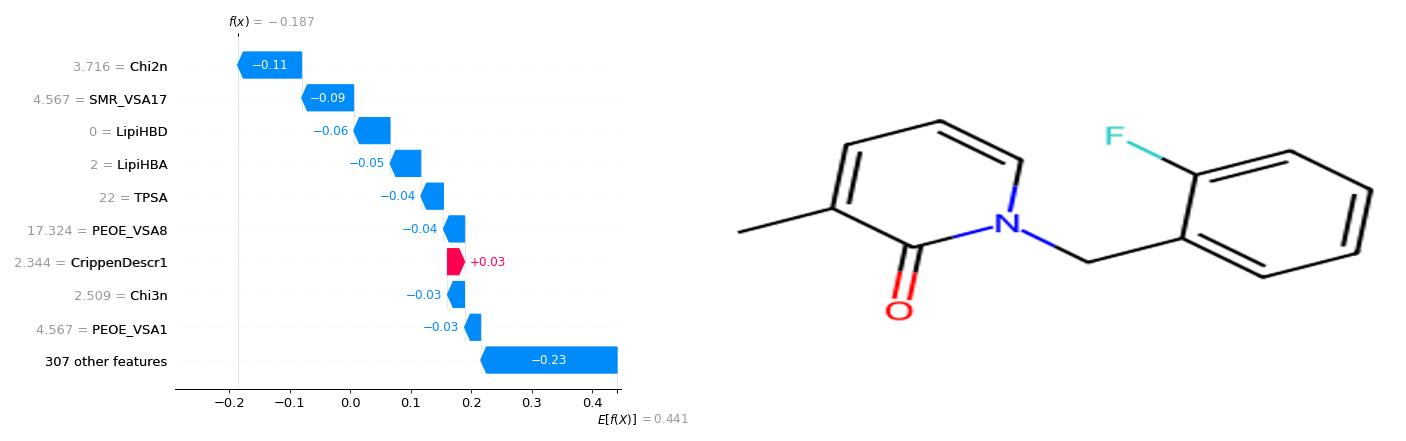 f(x) = −0.187
3.716 = Chi2n
−0.11
4.567 = SMR_VSA17
−0.09
0 = LipiHBD
−0.06
2 = LipiHBA
−0.05
22 = TPSA
−0.04
17.324 = PEOE_VSA8
−0.04
2.344 = CrippenDescr1
+0.03
2.509 = Chi3n
−0.03
4.567 = PEOE_VSA1
−0.03
307 other features
−0.23
−0.2 −0.1 0.0 0.1 0.2 0.3 0.4
E[f(X)] = 0.441
F
N
O